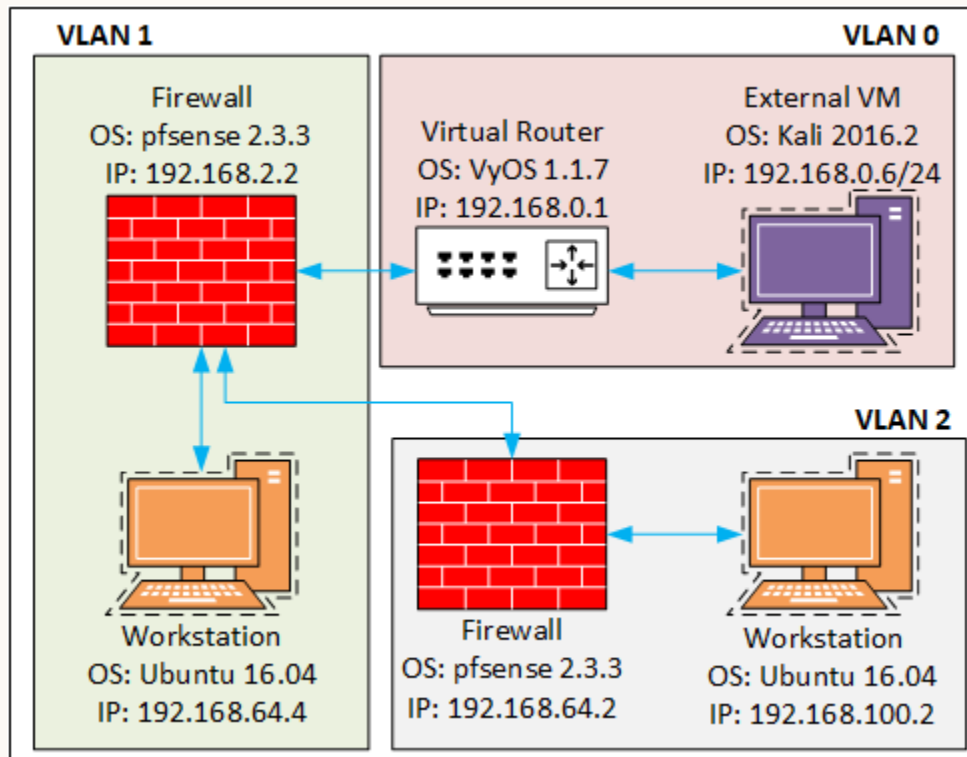 VLAN 1
VLAN 0
Firewall
OS: pfsense 2.3.3
IP: 192.168.2.2
Virtual Router
OS: VyOS 1.1.7
IP: 192.168.0.1
External VM
OS: Kali 2016.2
IP: 192.168.0.6/24
Workstation
OS: Ubuntu 16.04
IP: 192.168.64.4
VLAN 2
Firewall
OS: pfsense 2.3.3
IP: 192.168.64.2
Workstation
OS: Ubuntu 16.04
IP: 192.168.100.2